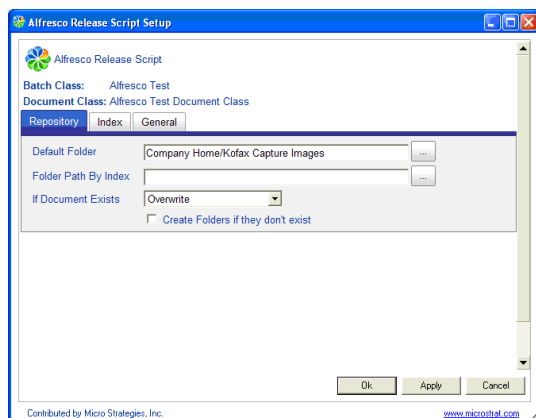 Alfresco Release Script Setup
Alfresco Release Script
Batch Class: Alfresco Test
Document Class: Alfresco Test Document Class
Repository Index General
Default Folder Company Home/Kofax Capture Images ...
Folder Path By Index ...
If Document Exists Overwrite
Create Folders if they don't exist
Ok Apply Cancel
Contributed by Micro Strategies, Inc. www.microstrat.com